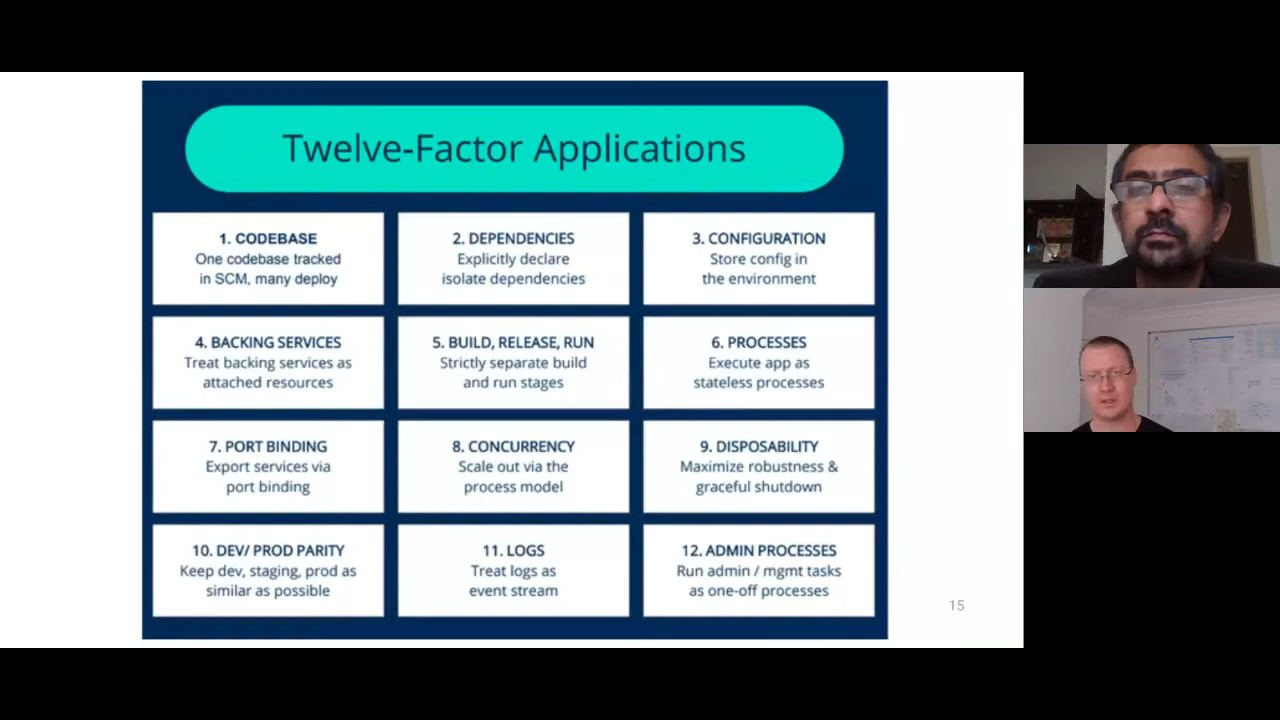 Twelve-Factor Applications
1. CODEBASE
One codebase tracked
in SCM, many deploy
2. DEPENDENCIES
Explicitly declare
isolate dependencies
3. CONFIGURATION
Store config in
the environment
4. BACKING SERVICES
Treat backing services as
attached resources
5. BUILD, RELEASE, RUN
Strictly separate build
and run stages
6. PROCESSES
Execute app as
stateless processes
7. PORT BINDING
Export services via
port binding
8. CONCURRENCY
Scale out via the
process model
9. DISPOSABILITY
Maximize robustness &
graceful shutdown
10. DEV/ PROD PARITY
Keep dev, staging, prod as
similar as possible
11. LOGS
Treat logs as
event stream
12. ADMIN PROCESSES
Run admin / mgmt tasks
as one-off processes
15